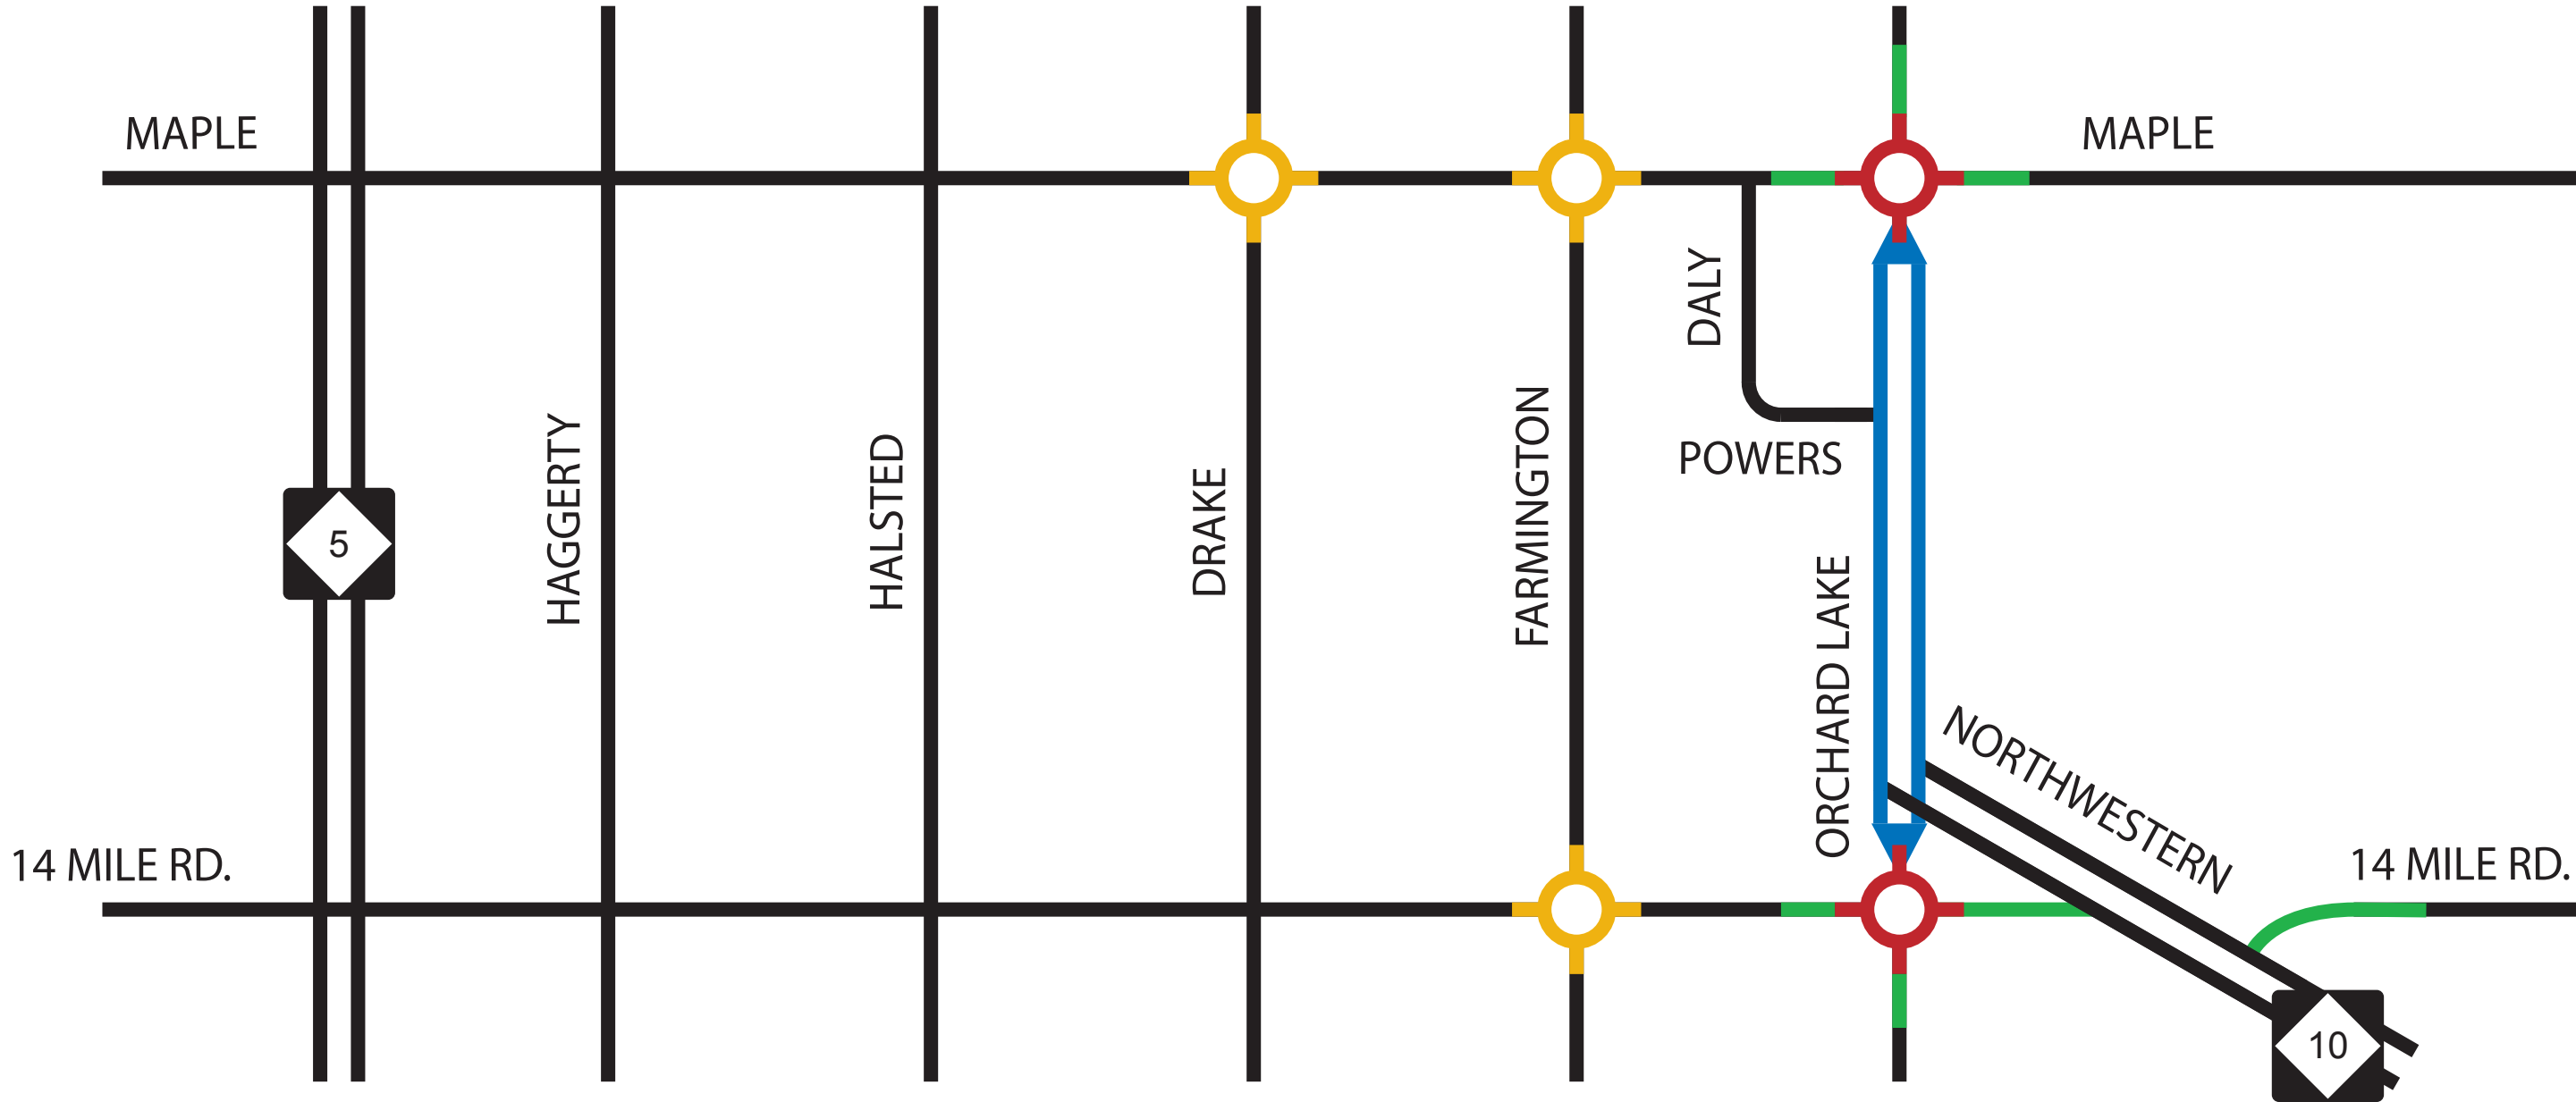 MAPLE
MAPLE
DALY
POWERS
HAGGERTY
HALSTED
DRAKE
FARMINGTON
5
ORCHARD LAKE
NORTHWESTERN
14 MILE RD.
14 MILE RD.
10